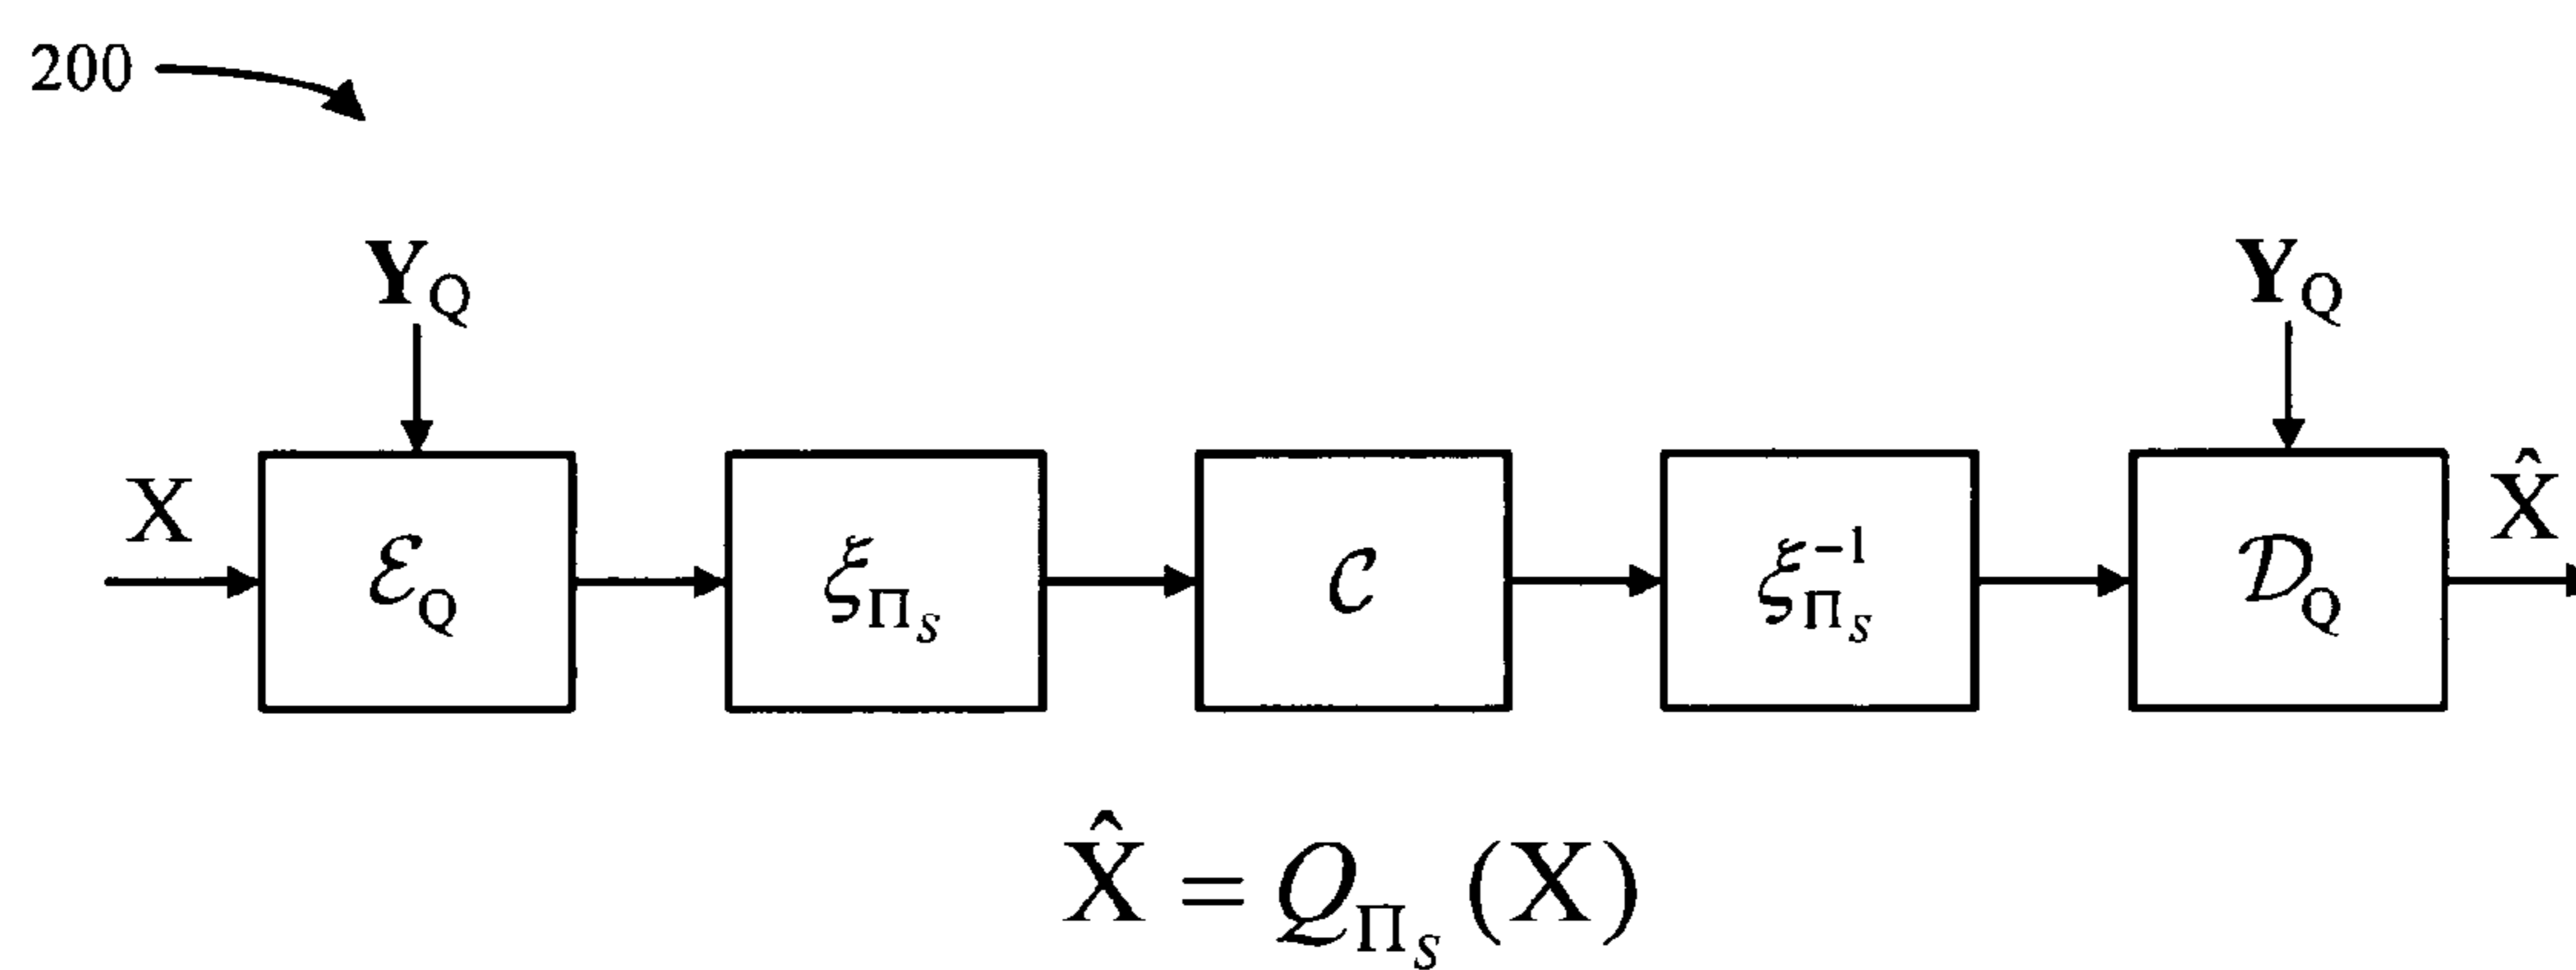 200
𝐘_Q 𝐘_Q
X ℰ_Q ξ_{Π_S} 𝒞 ξ^{-1}_{Π_S} 𝒟_Q X̂
X̂ = Q_{Π_S} (X)